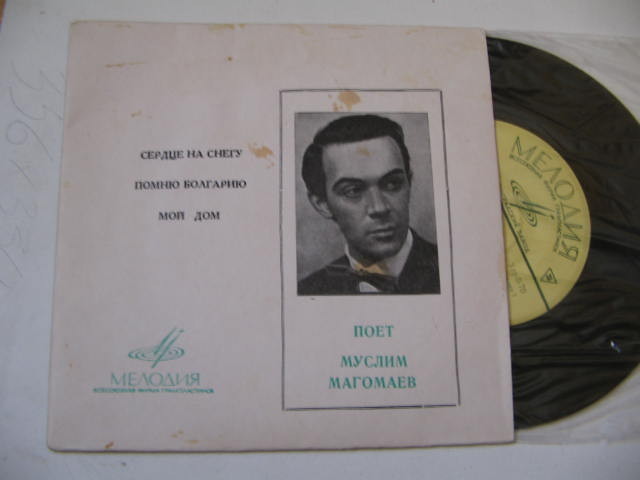 СЕРДЦЕ НА СНЕГУ
ПОМНЮ БОЛГАРИЮ
МОЙ ДОМ
ПОЕТ
МУСЛИМ
МАГОМАЕВ
МЕЛОДИЯ
ВСЕСОЮЗНАЯ ФИРМА ГРАМПЛАСТИНОК
МЕЛОДИЯ